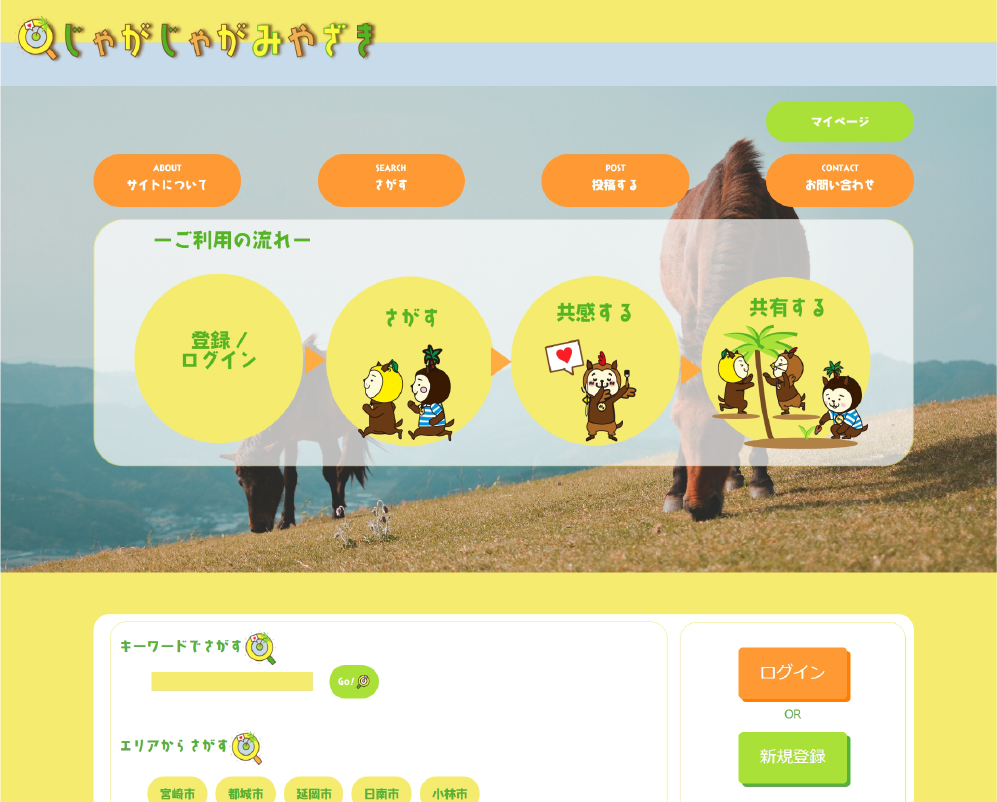 じゃがじゃがみやざき
マイページ
ABOUT
サイトについて
SEARCH
さがす
POST
投稿する
CONTACT
お問い合わせ
ーご利用の流れー
登録/
ログイン
さがす
共感する
共有する
キーワードでさがす
Go!
エリアからさがす
宮崎市
都城市
延岡市
日南市
小林市
ログイン
OR
新規登録